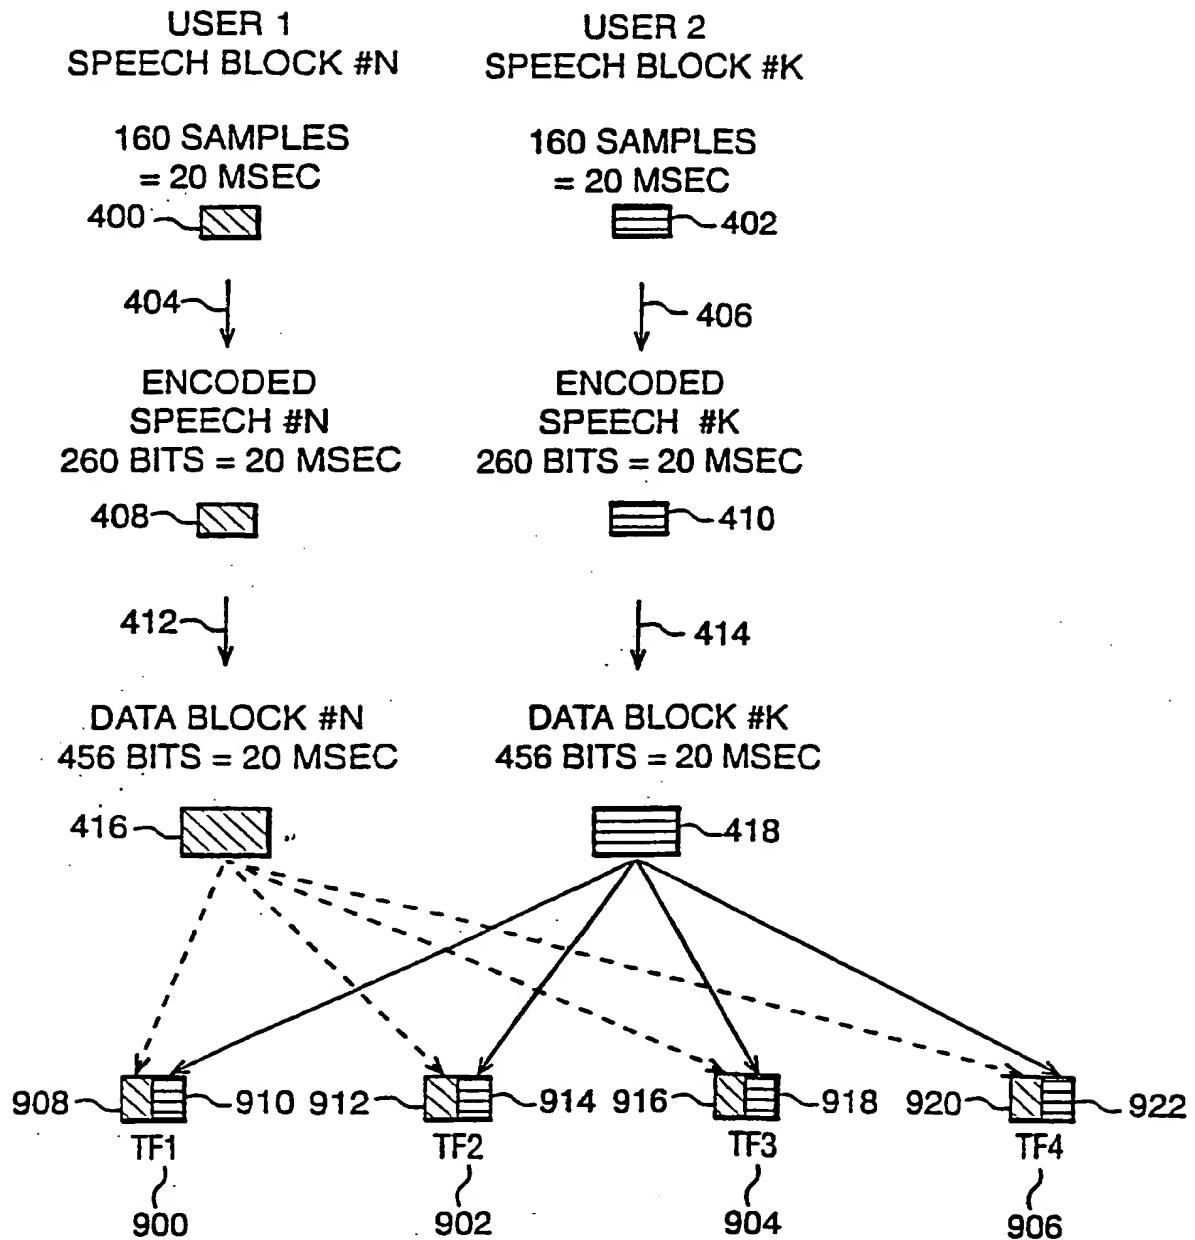 USER 1
SPEECH BLOCK #N
USER 2
SPEECH BLOCK #K
160 SAMPLES
= 20 MSEC
160 SAMPLES
= 20 MSEC
400
402
404
406
ENCODED
SPEECH #N
260 BITS = 20 MSEC
ENCODED
SPEECH #K
260 BITS = 20 MSEC
408
410
412
414
DATA BLOCK #N
456 BITS = 20 MSEC
DATA BLOCK #K
456 BITS = 20 MSEC
416
418
908
910
912
914
916
918
920
922
TF1
TF2
TF3
TF4
900
902
904
906